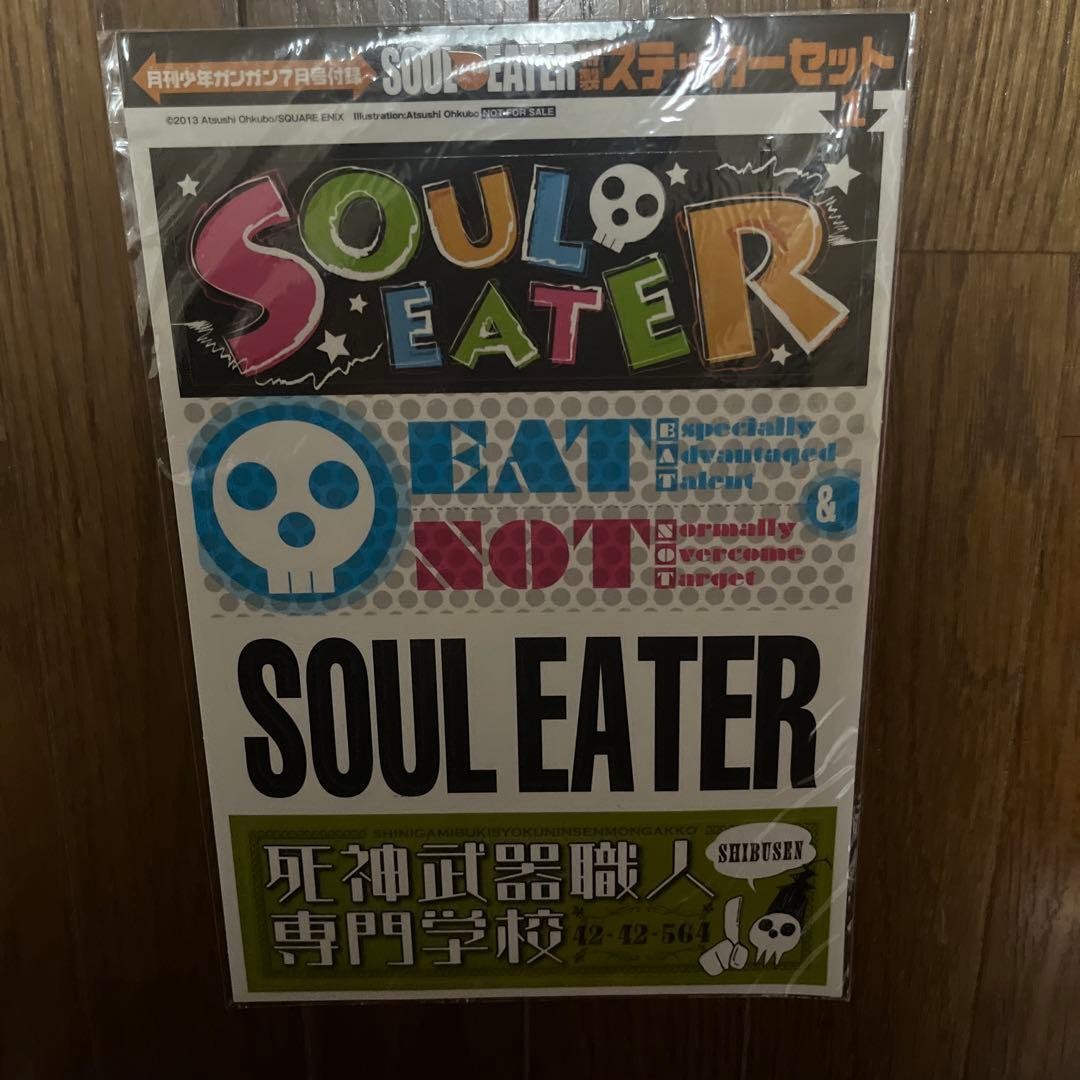 月刊少年ガンガン7月号付録
SOUL EATER 特製ステッカーセット
1
©2013 Atsushi Ohkubo/SQUARE ENIX Illustration:Atsushi Ohkubo NOT FOR SALE
SOUL
EATER
EAT
Especially
Advantaged
Talent
&
NOT
Normally
Overcome
Target
SOUL EATER
SHINIGAMIBUKISYOKUNINSENMONGAKKO
死神武器職人
専門学校
42-42-564
SHIBUSEN